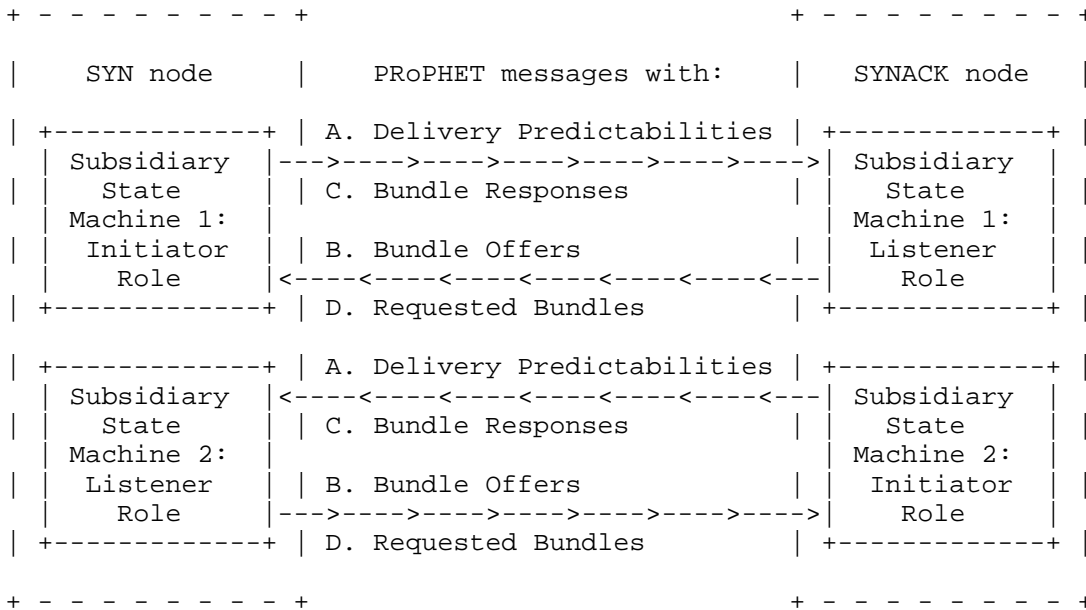 + - - - - - - - - +                              + - - - - - - - - +
|    SYN node     |    PRoPHET messages with:    |   SYNACK node   |
| +-------------+ | A. Delivery Predictabilities | +-------------+ |
  | Subsidiary  |--->---->---->---->---->---->---->| Subsidiary  |
| |   State     | | C. Bundle Responses          | |   State     | |
  | Machine 1:  |                                  | Machine 1:  |
| |  Initiator  | | B. Bundle Offers             | |  Listener   | |
  |    Role     |<----<----<----<----<----<----<---|    Role     |
| +-------------+ | D. Requested Bundles         | +-------------+ |
| +-------------+ | A. Delivery Predictabilities | +-------------+ |
  | Subsidiary  |<----<----<----<----<----<----<---| Subsidiary  |
| |   State     | | C. Bundle Responses          | |   State     | |
  | Machine 2:  |                                  | Machine 2:  |
| |  Listener   | | B. Bundle Offers             | |  Initiator  | |
  |    Role     |--->---->---->---->---->---->---->|    Role     |
| +-------------+ | D. Requested Bundles         | +-------------+ |
+ - - - - - - - - +                              + - - - - - - - - +